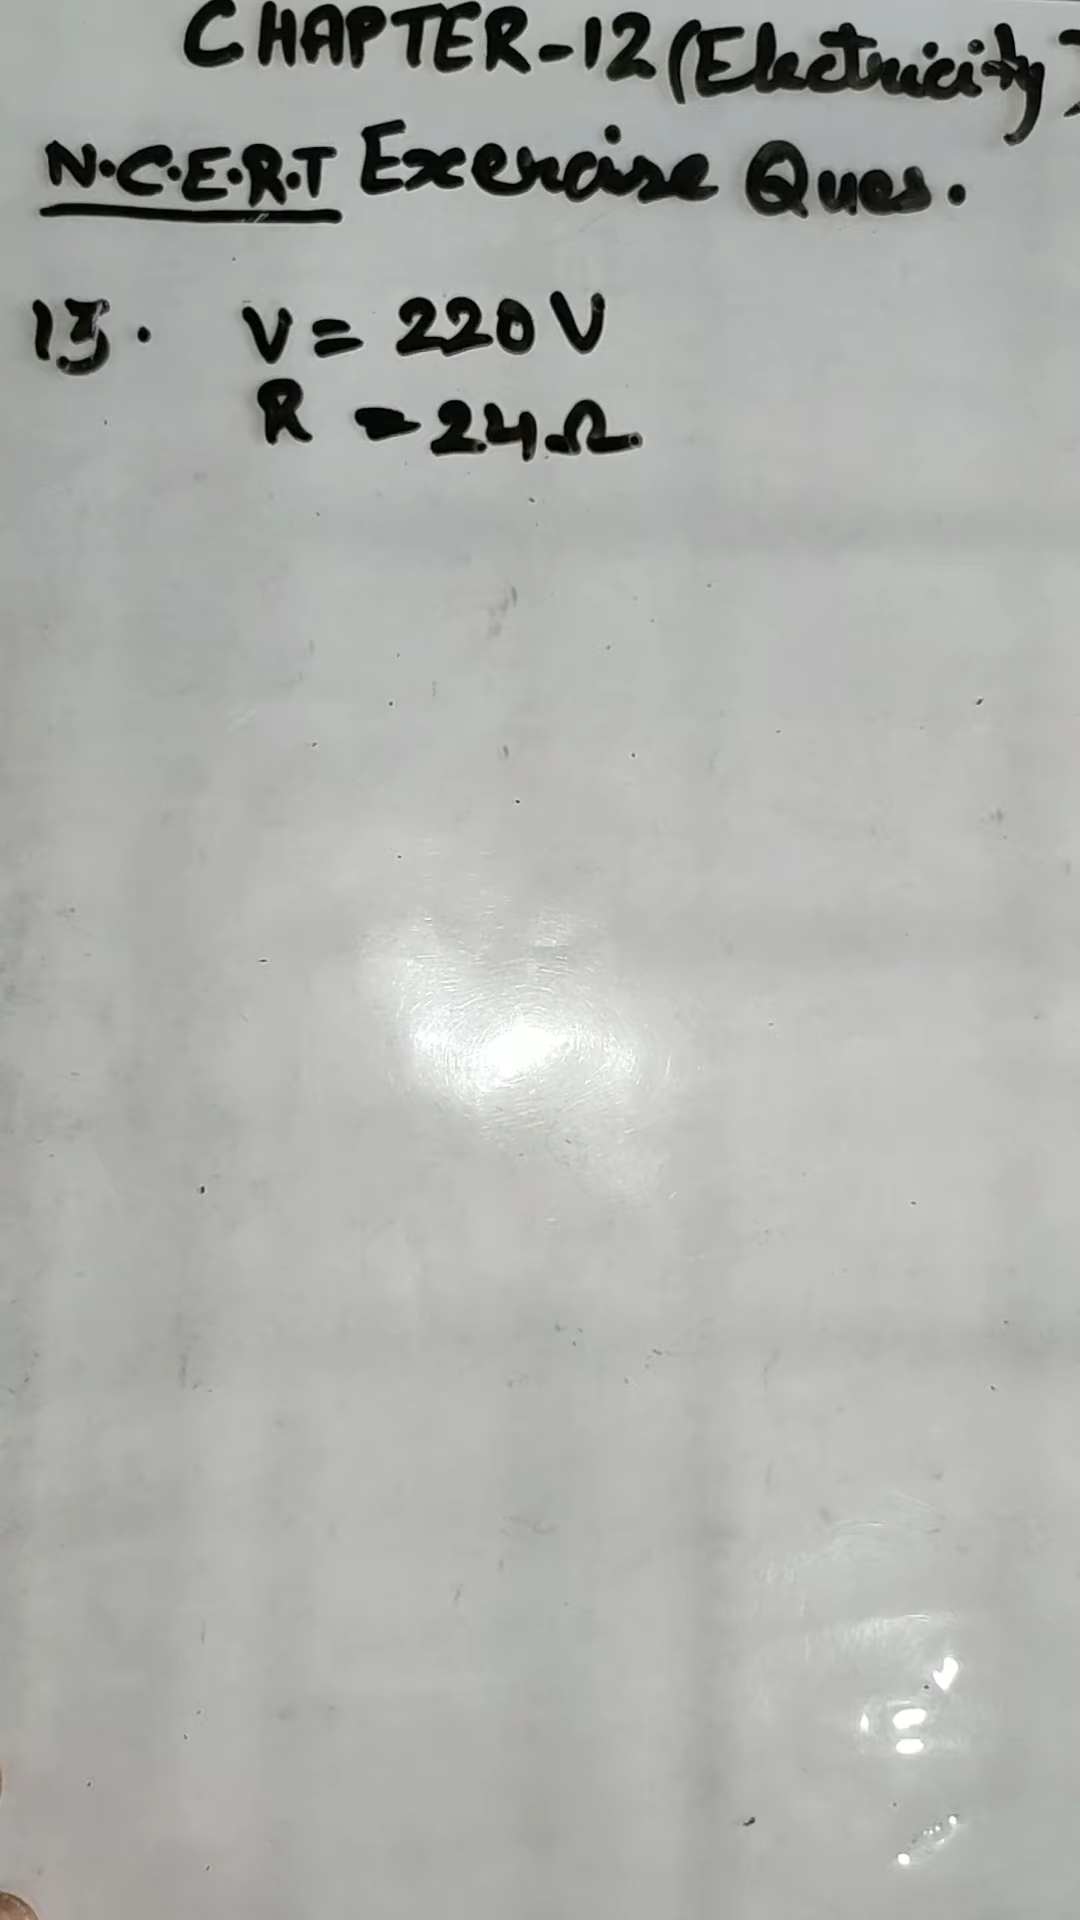 CHAPTER-12 (Electricity)
N.C.E.R.T Exercise Ques.
13. V = 220 V
R = 24 Ω